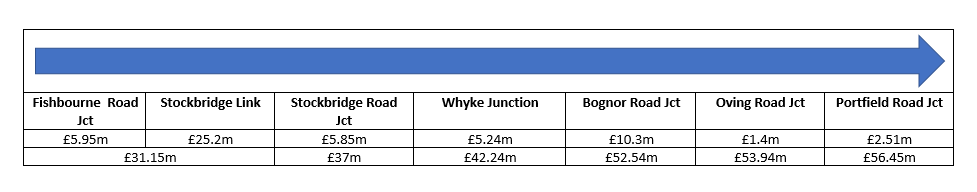 Fishbourne Road Jct Stockbridge Link Stockbridge Road Jct Whyke Junction Bognor Road Jct Oving Road Jct Portfield Road Jct
£5.95m £25.2m £5.85m £5.24m £10.3m £1.4m £2.51m
£31.15m £37m £42.24m £52.54m £53.94m £56.45m